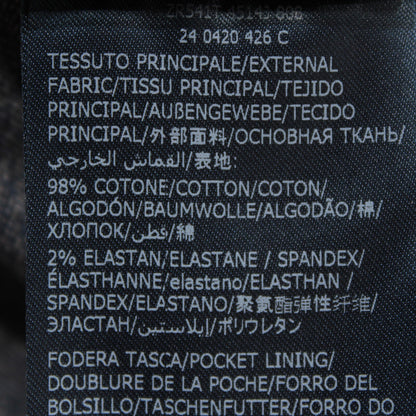 24 0420 426 C
TESSUTO PRINCIPALE/EXTERNAL
FABRIC/TISSU PRINCIPAL/TEJIDO
PRINCIPAL/AUßENGEWEBE/TECIDO
PRINCIPAL/外部面料/ОСНОВНАЯ ТКАНЬ/
القماش الخارجي/表地:
98% COTONE/COTTON/COTON/
ALGODÓN/BAUMWOLLE/ALGODÃO/棉/
ХЛОПОК/قطن/綿
2% ELASTAN/ELASTANE / SPANDEX/
ÉLASTHANNE/elastano/ELASTHAN /
SPANDEX/ELASTANO/聚氨酯弹性纤维/
ЭЛАСТАН/إيلاستين/ポリウレタン
FODERA TASCA/POCKET LINING/
DOUBLURE DE LA POCHE/FORRO DEL
BOLSILLO/TASCHENFUTTER/FORRO DO